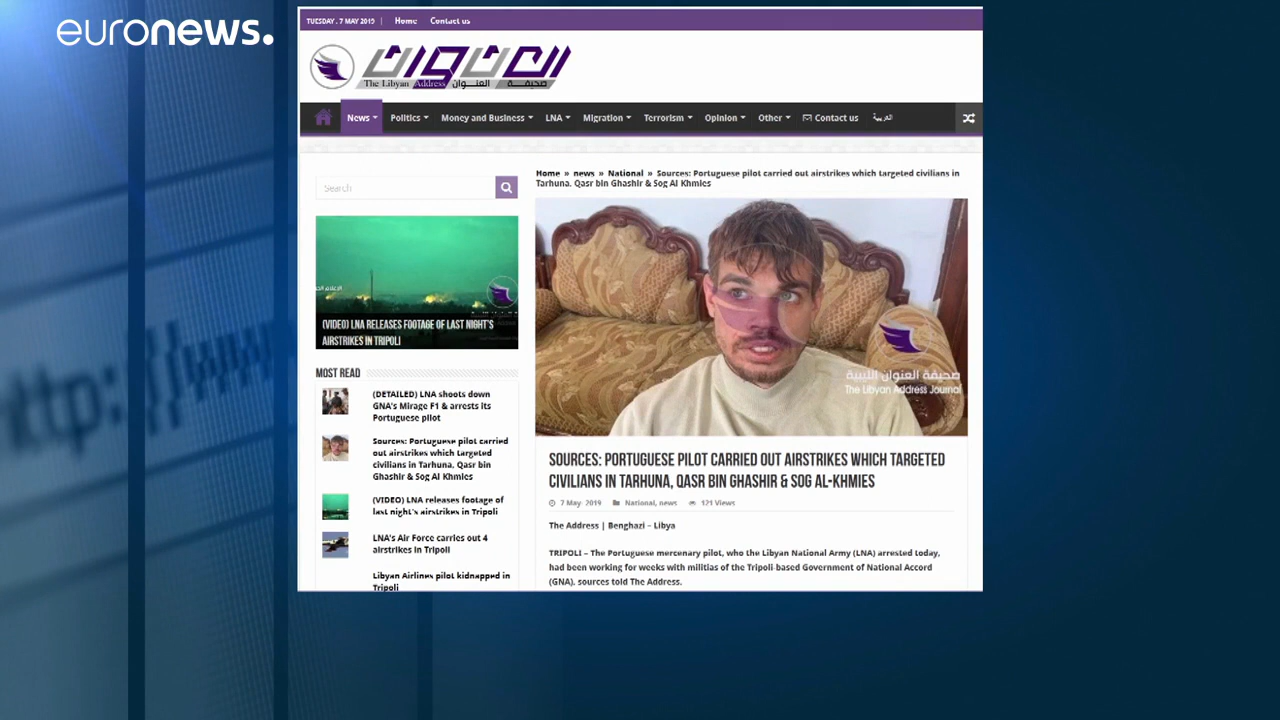 euronews.
TUESDAY , 7 MAY 2019 | Home Contact us
العنوان
The Libyan Address صحيفة العنوان
News Politics Money and Business LNA Migration Terrorism Opinion Other Contact us العربية
Search
Home » news » National » Sources: Portuguese pilot carried out airstrikes which targeted civilians in
Tarhuna, Qasr bin Ghashir & Sog Al Khmies
(VIDEO) LNA RELEASES FOOTAGE OF LAST NIGHT'S
AIRSTRIKES IN TRIPOLI
صحيفة العنوان الليبية
The Libyan Address Journal
MOST READ
(DETAILED) LNA shoots down
GNA's Mirage F1 & arrests its
Portuguese pilot
Sources: Portuguese pilot carried
out airstrikes which targeted
civilians in Tarhuna, Qasr bin
Ghashir & Sog Al Khmies
(VIDEO) LNA releases footage of
last night's airstrikes in Tripoli
LNA's Air Force carries out 4
airstrikes in Tripoli
Libyan Airlines pilot kidnapped in
Tripoli
SOURCES: PORTUGUESE PILOT CARRIED OUT AIRSTRIKES WHICH TARGETED
CIVILIANS IN TARHUNA, QASR BIN GHASHIR & SOG AL-KHMIES
7 May، 2019 National, news 121 Views
The Address | Benghazi – Libya
TRIPOLI – The Portuguese mercenary pilot, who the Libyan National Army (LNA) arrested today,
had been working for weeks with militias of the Tripoli-based Government of National Accord
(GNA), sources told The Address.
http://